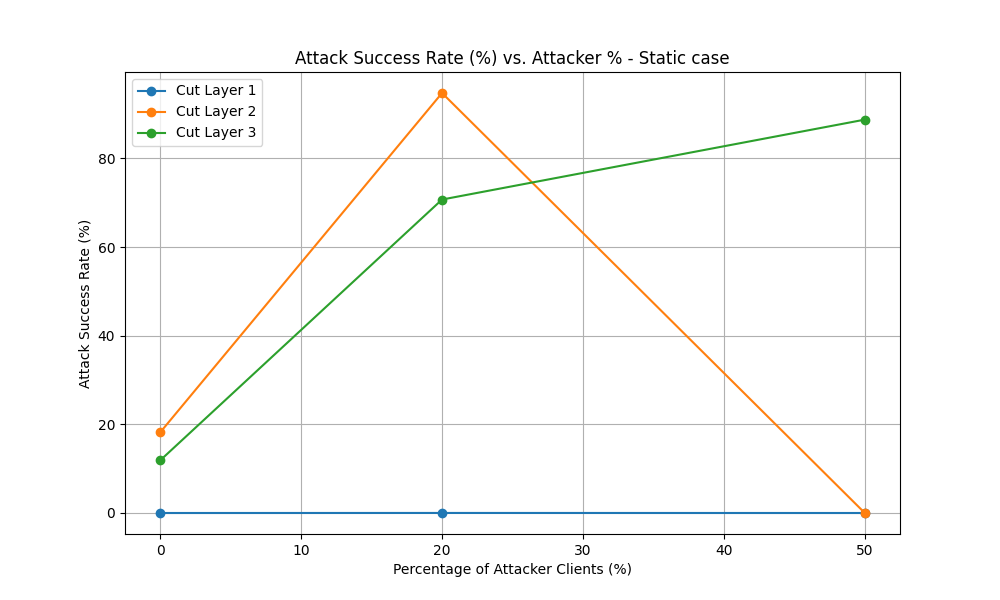 Attack Success Rate (%) vs. Attacker % - Static case
Cut Layer 1
Cut Layer 2
Cut Layer 3
80
60
40
20
0
Attack Success Rate (%)
0 10 20 30 40 50
Percentage of Attacker Clients (%)